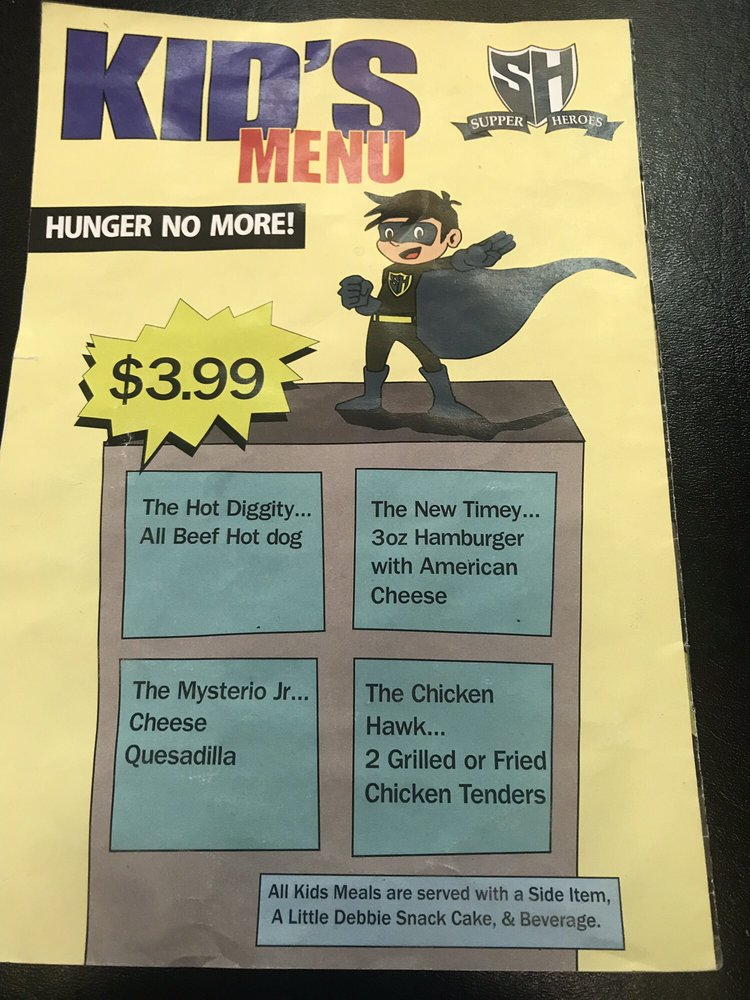 KID'S
MENU
SH
SUPPER HEROES
HUNGER NO MORE!
SH
$3.99
The Hot Diggity...
All Beef Hot dog
The New Timey...
3oz Hamburger
with American
Cheese
The Mysterio Jr...
Cheese
Quesadilla
The Chicken
Hawk...
2 Grilled or Fried
Chicken Tenders
All Kids Meals are served with a Side Item,
A Little Debbie Snack Cake, & Beverage.